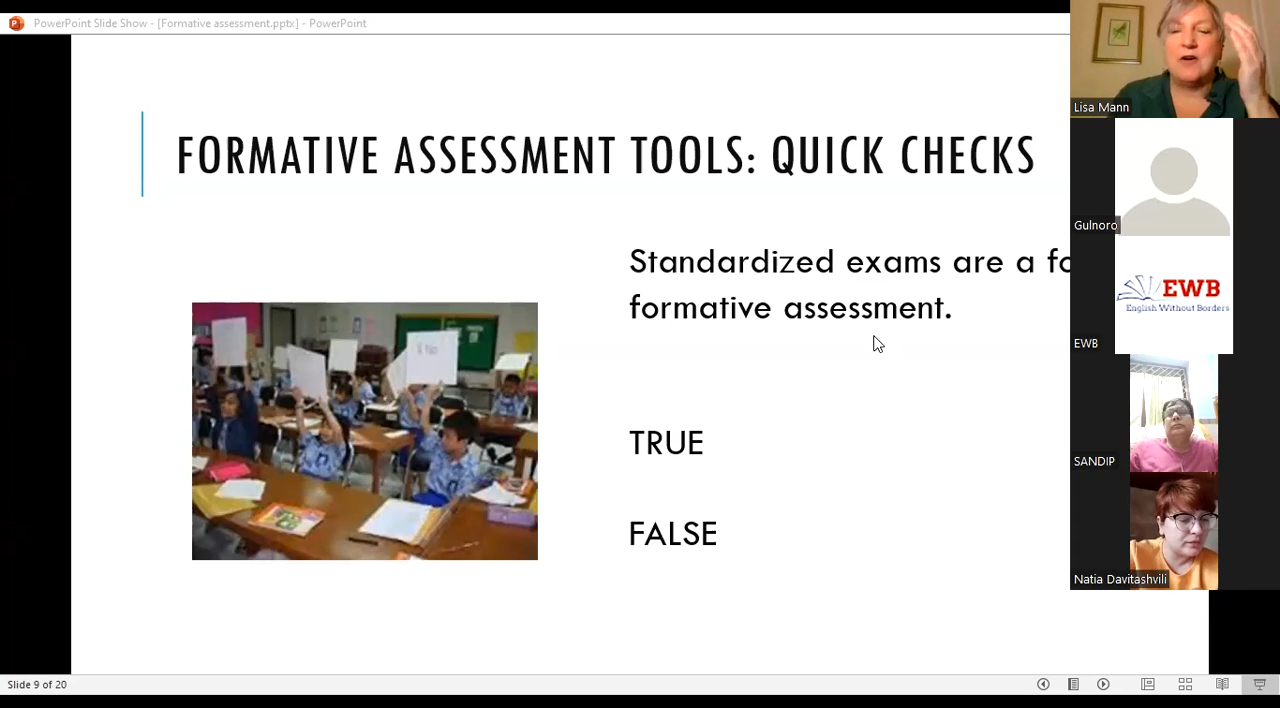 PowerPoint Slide Show - [Formative assessment.pptx] - PowerPoint
Lisa Mann
FORMATIVE ASSESSMENT TOOLS: QUICK CHECKS
Gulnoro
Standardized exams are a fo
formative assessment.
EWB
English Without Borders
EWB
TRUE
SANDIP
FALSE
Natia Davitashvili
Slide 9 of 20